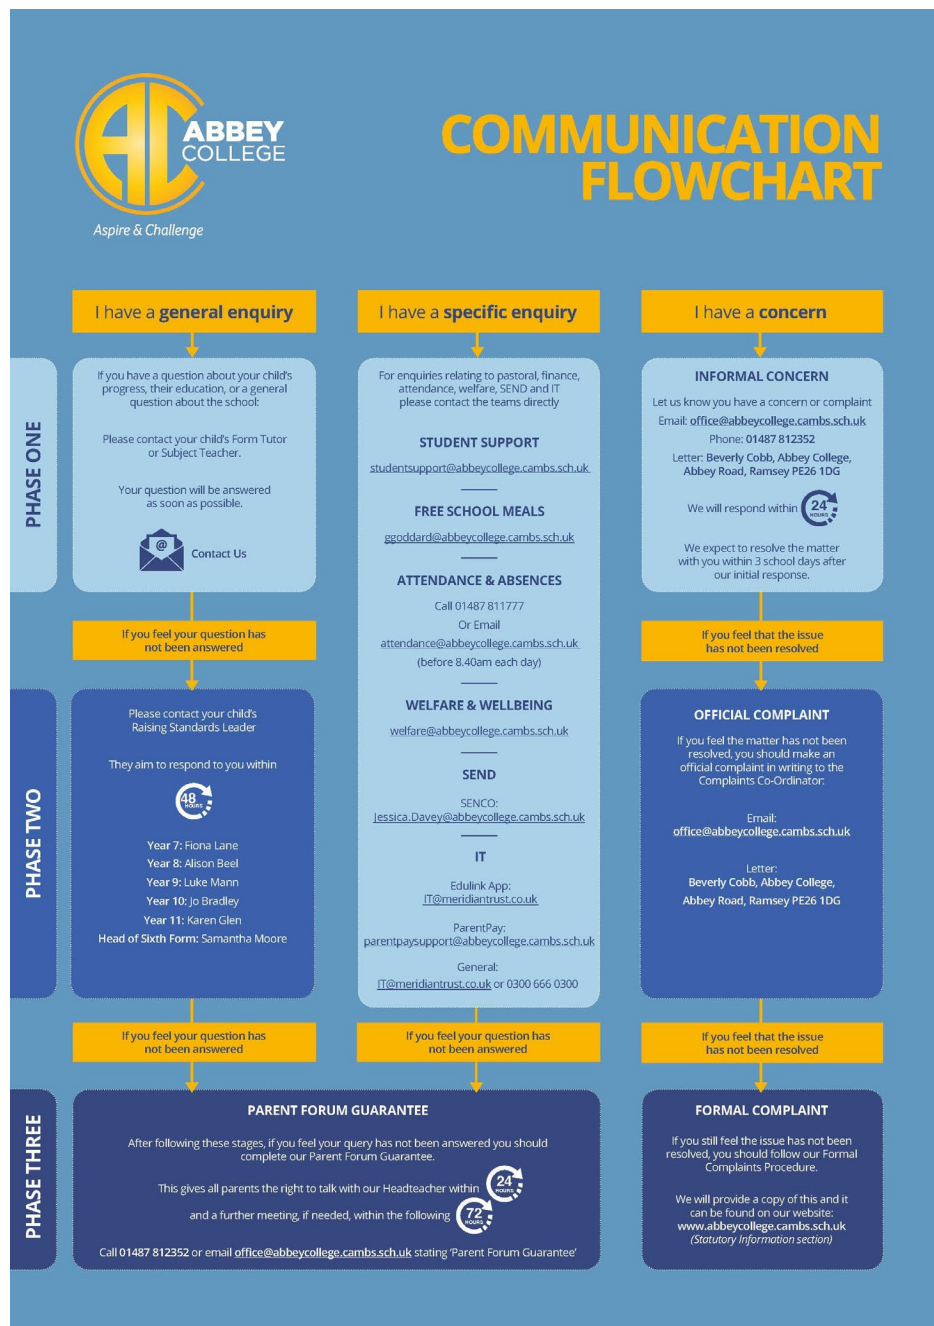 ABBEY
COLLEGE
Aspire & Challenge
COMMUNICATION
FLOWCHART
I have a general enquiry
I have a specific enquiry
I have a concern
PHASE ONE
If you have a question about your child's
progress, their education, or a general
question about the school:
Please contact your child's Form Tutor
or Subject Teacher.
Your question will be answered
as soon as possible.
@
Contact Us
If you feel your question has
not been answered
For enquiries relating to pastoral, finance,
attendance, welfare, SEND and IT
please contact the teams directly
STUDENT SUPPORT
studentsupport@abbeycollege.cambs.sch.uk
FREE SCHOOL MEALS
ggoddard@abbeycollege.cambs.sch.uk
ATTENDANCE & ABSENCES
Call 01487 811777
Or Email
attendance@abbeycollege.cambs.sch.uk
(before 8.40am each day)
WELFARE & WELLBEING
welfare@abbeycollege.cambs.sch.uk
SEND
SENCO:
Jessica.Davey@abbeycollege.cambs.sch.uk
IT
Edulink App:
IT@meridiantrust.co.uk
ParentPay:
parentpaysupport@abbeycollege.cambs.sch.uk
General:
IT@meridiantrust.co.uk or 0300 666 0300
INFORMAL CONCERN
Let us know you have a concern or complaint
Email: office@abbeycollege.cambs.sch.uk
Phone: 01487 812352
Letter: Beverly Cobb, Abbey College,
Abbey Road, Ramsey PE26 1DG
We will respond within 24 HOURS
We expect to resolve the matter
with you within 3 school days after
our initial response.
If you feel that the issue
has not been resolved
PHASE TWO
Please contact your child's
Raising Standards Leader
They aim to respond to you within
48 HOURS
Year 7: Fiona Lane
Year 8: Alison Beel
Year 9: Luke Mann
Year 10: Jo Bradley
Year 11: Karen Glen
Head of Sixth Form: Samantha Moore
OFFICIAL COMPLAINT
If you feel the matter has not been
resolved, you should make an
official complaint in writing to the
Complaints Co-Ordinator:
Email:
office@abbeycollege.cambs.sch.uk
Letter:
Beverly Cobb, Abbey College,
Abbey Road, Ramsey PE26 1DG
If you feel your question has
not been answered
If you feel your question has
not been answered
If you feel that the issue
has not been resolved
PHASE THREE
PARENT FORUM GUARANTEE
After following these stages, if you feel your query has not been answered you should
complete our Parent Forum Guarantee.
This gives all parents the right to talk with our Headteacher within 24 HOURS
and a further meeting, if needed, within the following 72 HOURS
Call 01487 812352 or email office@abbeycollege.cambs.sch.uk stating 'Parent Forum Guarantee'
FORMAL COMPLAINT
If you still feel the issue has not been
resolved, you should follow our Formal
Complaints Procedure.
We will provide a copy of this and it
can be found on our website:
www.abbeycollege.cambs.sch.uk
(Statutory Information section)